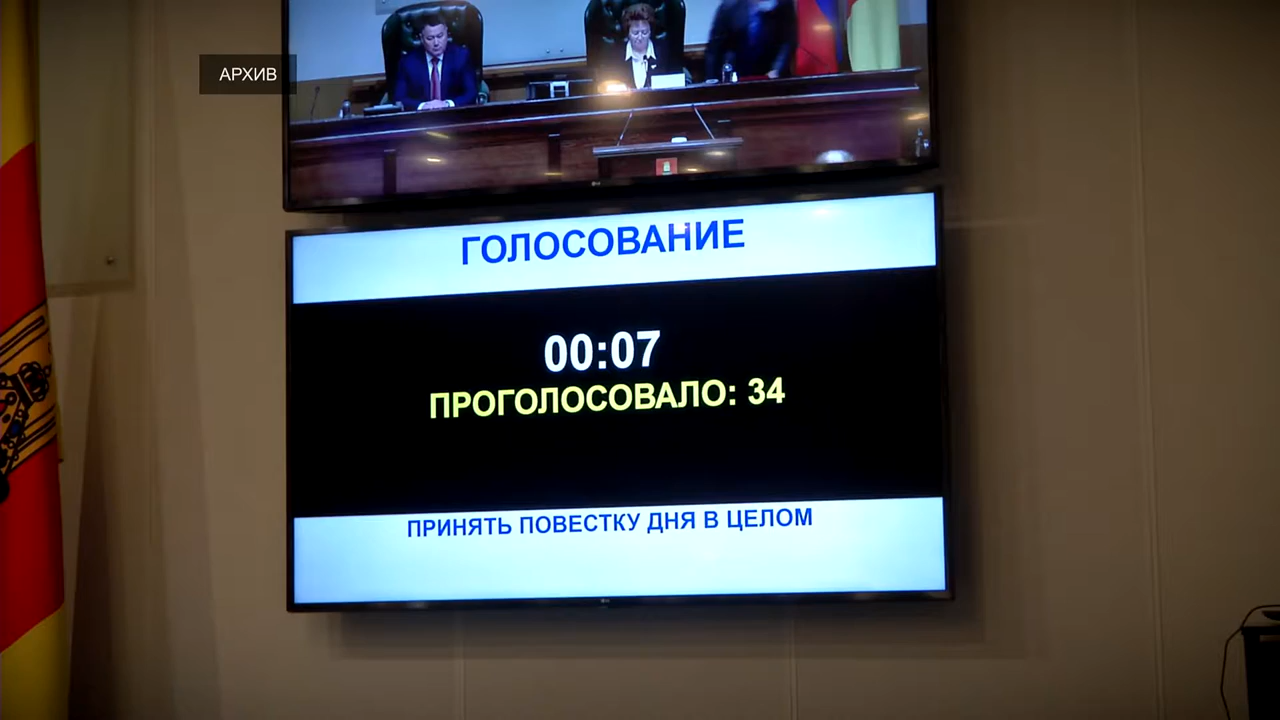 АРХИВ
ГОЛОСОВАНИЕ
00:07
ПРОГОЛОСОВАЛО: 34
ПРИНЯТЬ ПОВЕСТКУ ДНЯ В ЦЕЛОМ